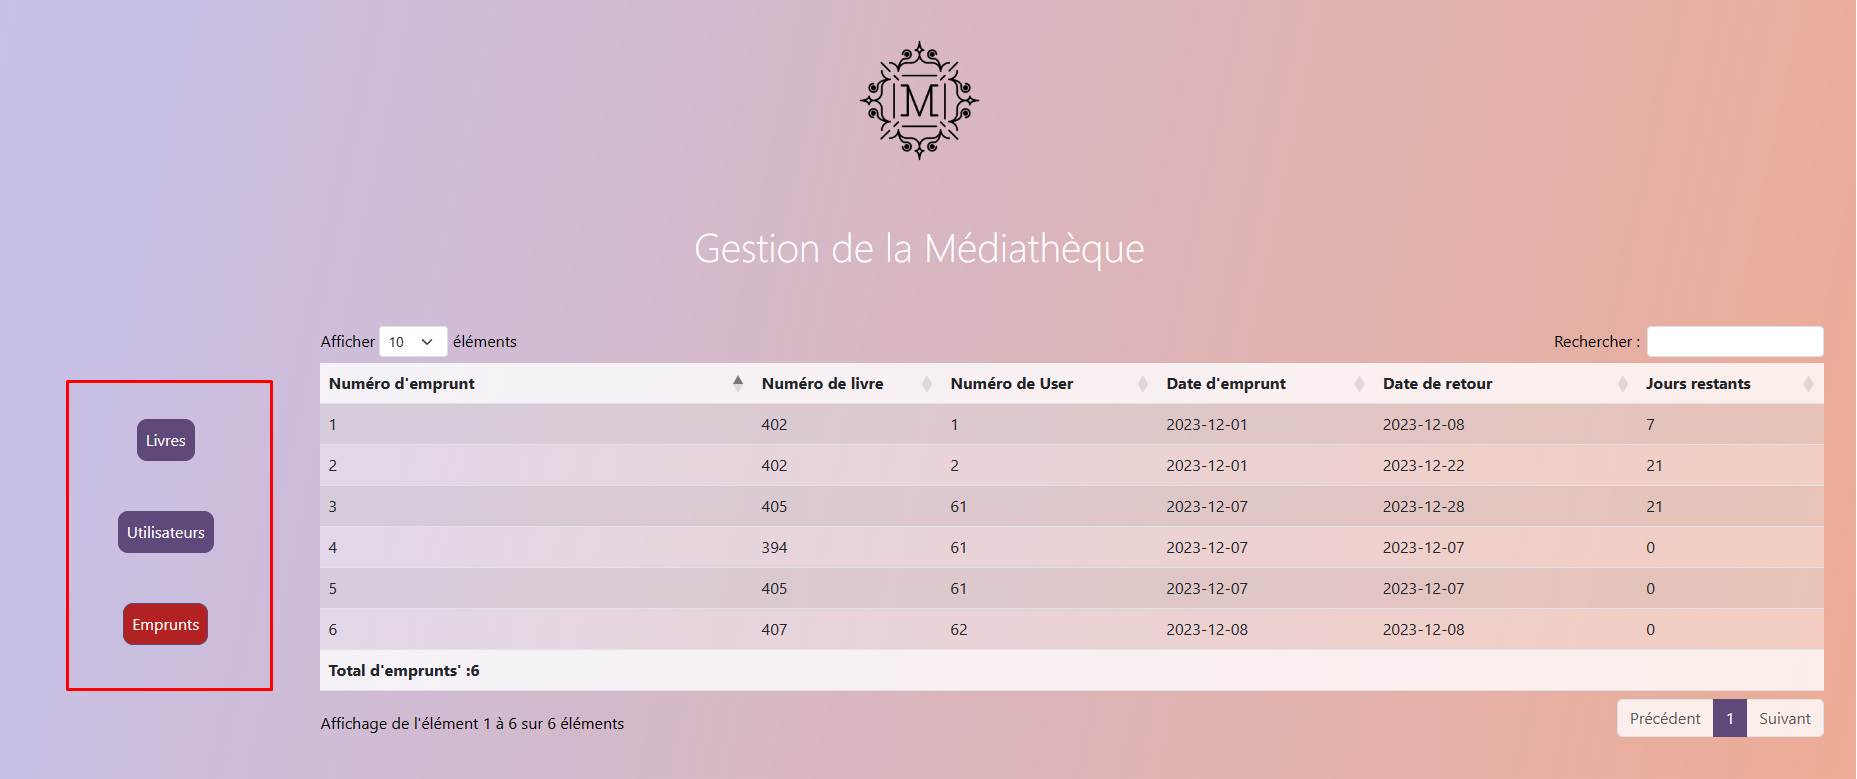 M
Gestion de la Médiathèque
Afficher 10 éléments Rechercher :
Livres
Utilisateurs
Emprunts
Numéro d'emprunt Numéro de livre Numéro de User Date d'emprunt Date de retour Jours restants
1 402 1 2023-12-01 2023-12-08 7
2 402 2 2023-12-01 2023-12-22 21
3 405 61 2023-12-07 2023-12-28 21
4 394 61 2023-12-07 2023-12-07 0
5 405 61 2023-12-07 2023-12-07 0
6 407 62 2023-12-08 2023-12-08 0
Total d'emprunts' :6
Affichage de l'élément 1 à 6 sur 6 éléments
Précédent 1 Suivant